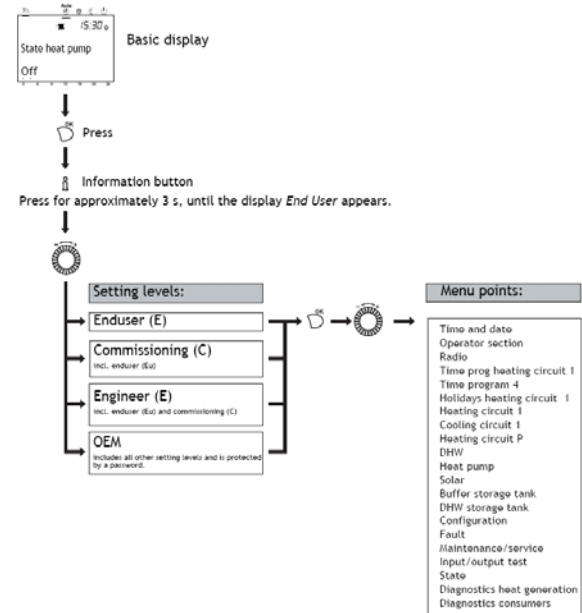 Auto
15:30
State heat pump
Off
Basic display
OK
Press
Information button
Press for approximately 3 s, until the display End User appears.
Setting levels:
Enduser (E)
Commissioning (C)
incl. enduser (Eu)
Engineer (E)
incl. enduser (Eu) and commissioning (C)
OEM
includes all other setting levels and is protected
by a password.
OK
Menu points:
Time and date
Operator section
Radio
Time prog heating circuit 1
Time program 4
Holidays heating circuit 1
Heating circuit 1
Cooling circuit 1
Heating circuit P
DHW
Heat pump
Solar
Buffer storage tank
DHW storage tank
Configuration
Fault
Maintenance/service
Input/output test
State
Diagnostics heat generation
Diagnostics consumers